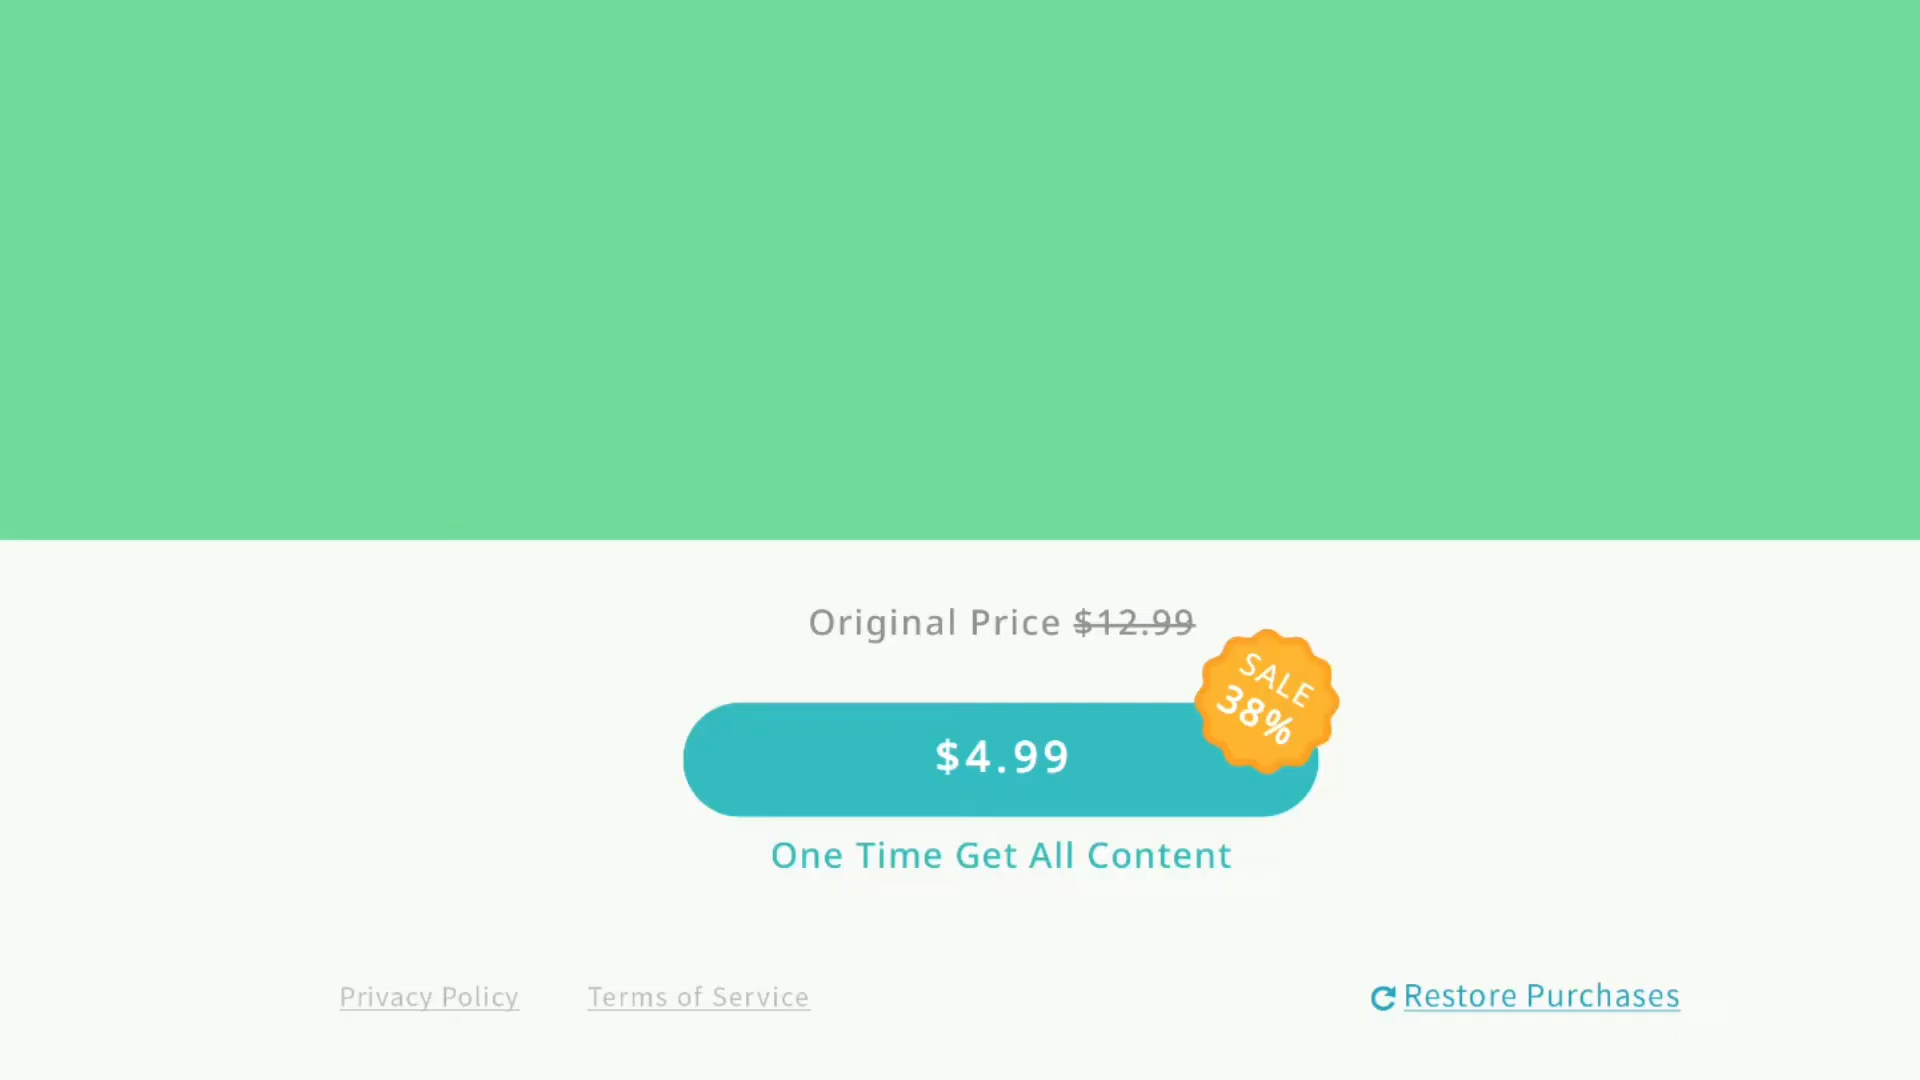 Original Price $12.99
SALE
38%
$4.99
One Time Get All Content
Privacy Policy
Terms of Service
Restore Purchases